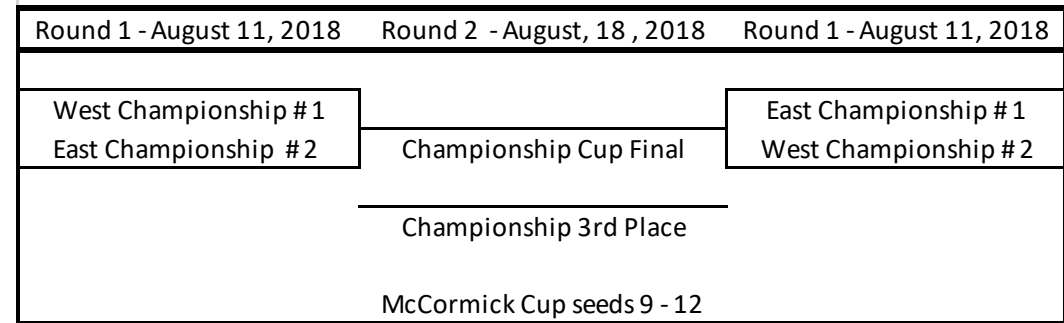 Round 1 - August 11, 2018 Round 2 - August, 18 , 2018 Round 1 - August 11, 2018
West Championship # 1 East # 1
East Championship # 2 Championship Cup Final West Championship # 2
Championship 3rd Place
McCormick Cup seeds 9 - 12